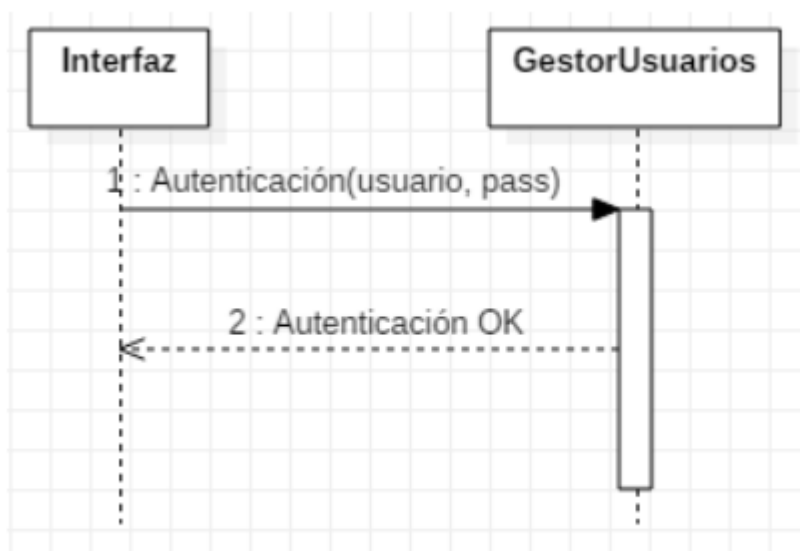 Interfaz
GestorUsuarios
1 : Autenticación(usuario, pass)
2 : Autenticación OK